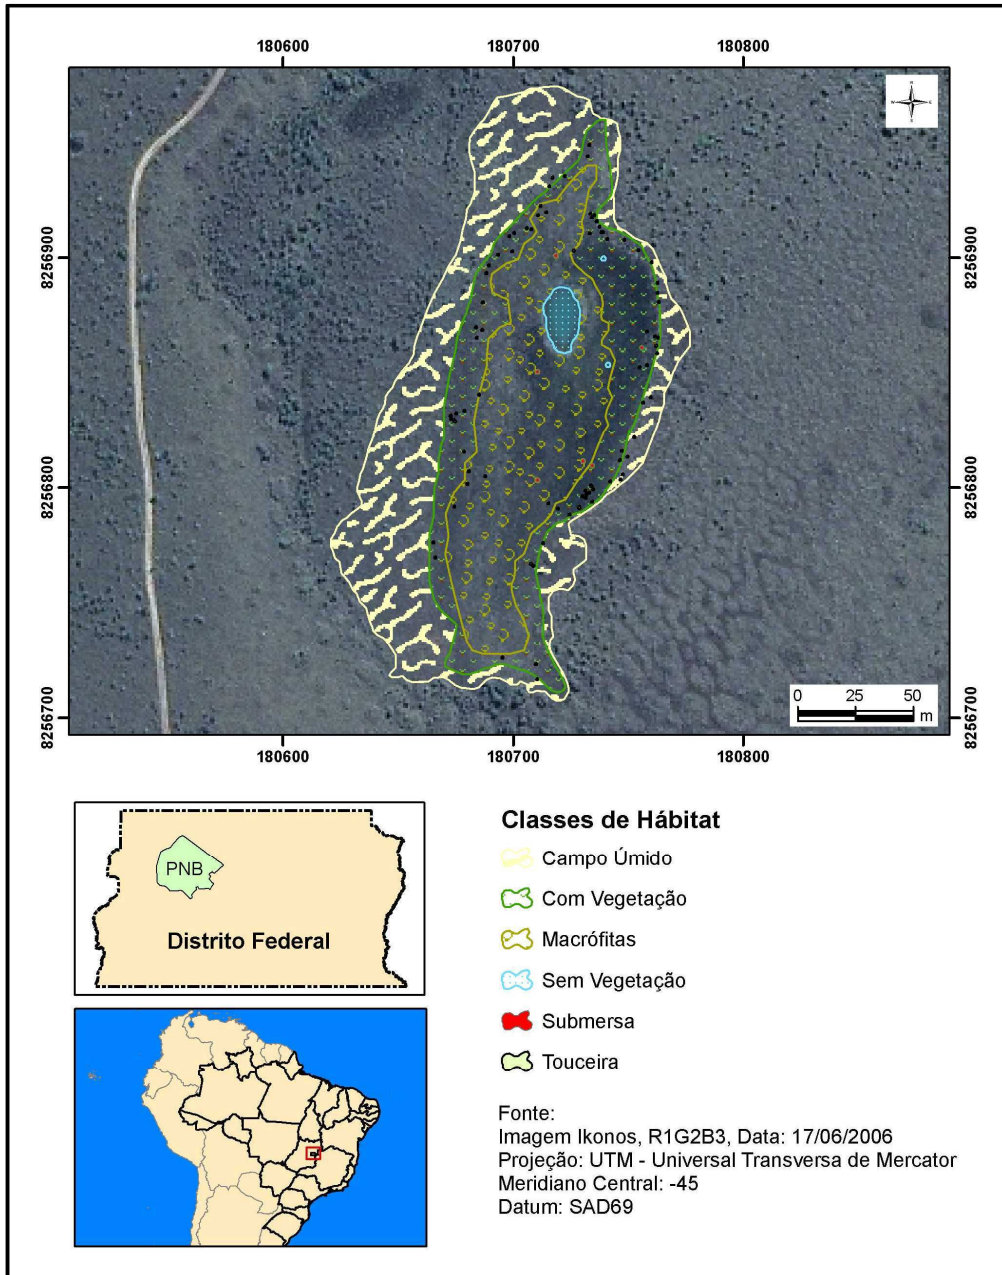 180600 180700 180800
8256900 8256900
8256800 8256800
8256700 8256700
N
W E
S
0 25 50
m
180600 180700 180800
PNB
Distrito Federal
Classes de Hábitat
Campo Úmido
Com Vegetação
Macrófitas
Sem Vegetação
Submersa
Touceira
Fonte:
Imagem Ikonos, R1G2B3, Data: 17/06/2006
Projeção: UTM - Universal Transversa de Mercator
Meridiano Central: -45
Datum: SAD69